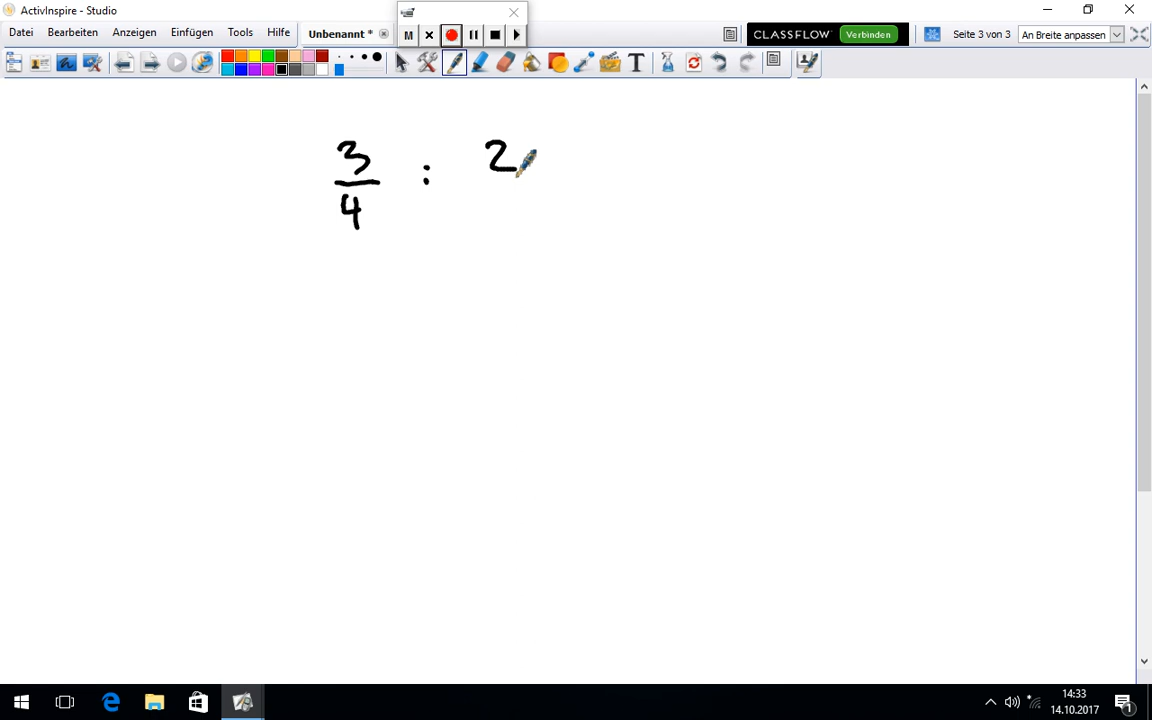 ActivInspire - Studio
Datei Bearbeiten Anzeigen Einfügen Tools Hilfe Unbenannt * M CLASSFLOW Verbinden Seite 3 von 3 An Breite anpassen
T
3 : 2
4
14:33
14.10.2017
1